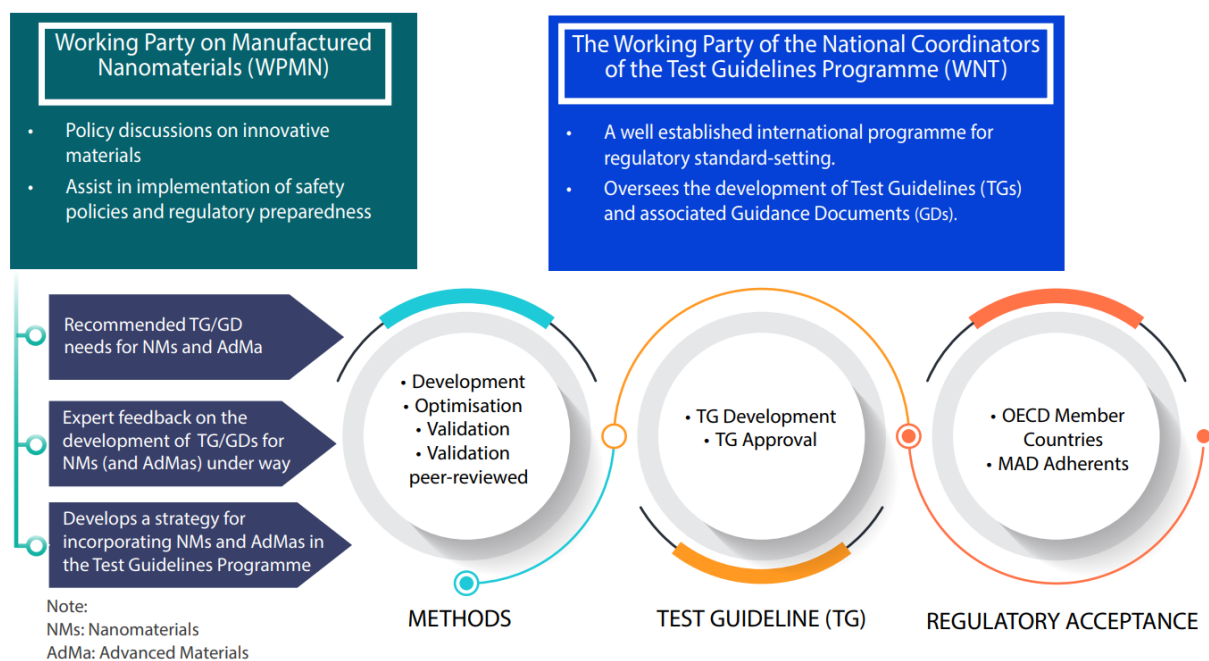 Working Party on Manufactured
Nanomaterials (WPMN)
• Policy discussions on innovative
materials
• Assist in implementation of safety
policies and regulatory preparedness
The Working Party of the National Coordinators
of the Test Guidelines Programme (WNT)
• A well established international programme for
regulatory standard-setting.
• Oversees the development of Test Guidelines (TGs)
and associated Guidance Documents (GDs).
Recommended TG/GD
needs for NMs and AdMa
Expert feedback on the
development of TG/GDs for
NMs (and AdMas) under way
Develops a strategy for
incorporating NMs and AdMas in
the Test Guidelines Programme
Note:
NMs: Nanomaterials
AdMa: Advanced Materials
• Development
• Optimisation
• Validation
• Validation
peer-reviewed
METHODS
• TG Development
• TG Approval
TEST GUIDELINE (TG)
• OECD Member
Countries
• MAD Adherents
REGULATORY ACCEPTANCE